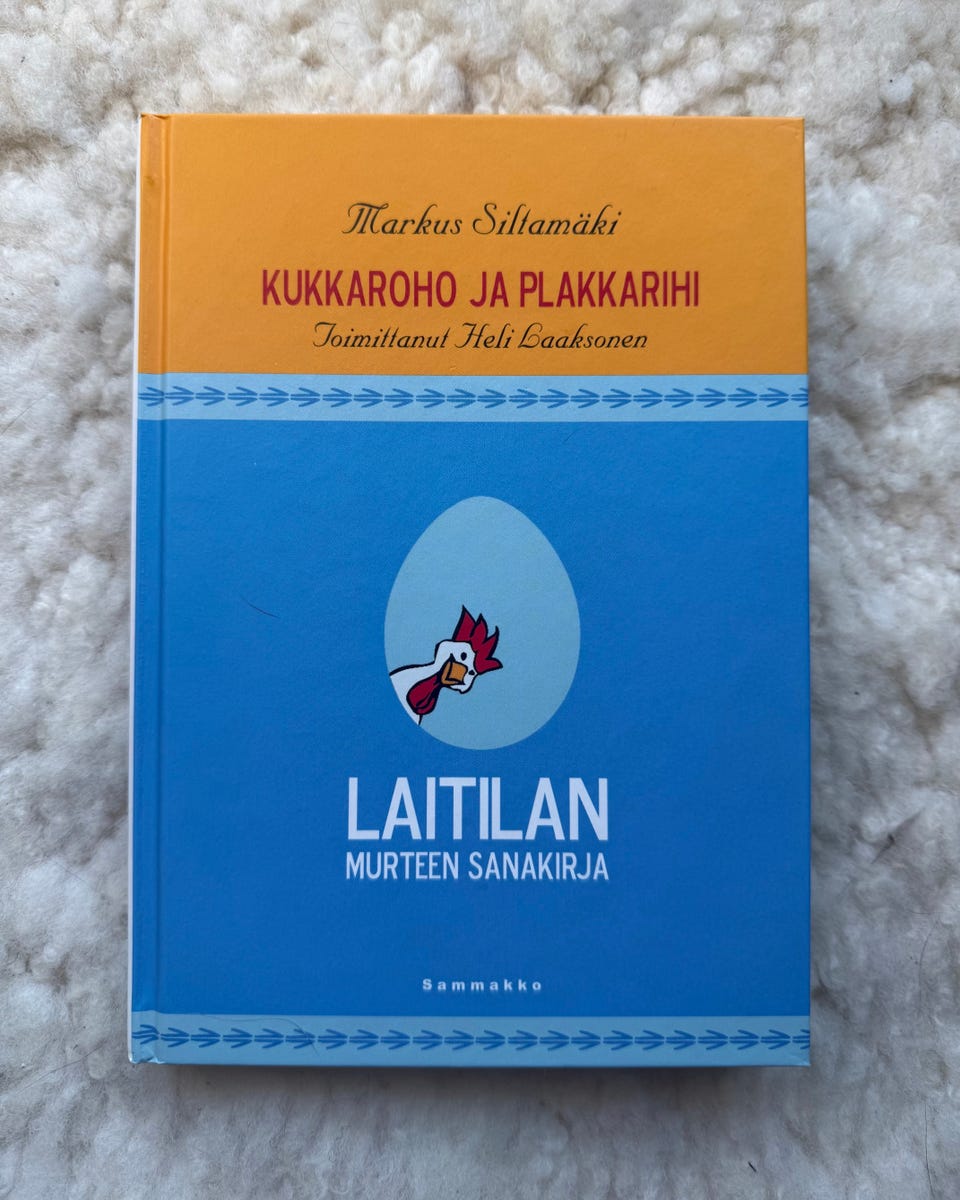 Markus Siltamäki
KUKKAROHO JA PLAKKARIHI
Toimittanut Heli Laaksonen
LAITILAN
MURTEEN SANAKIRJA
Sammakko